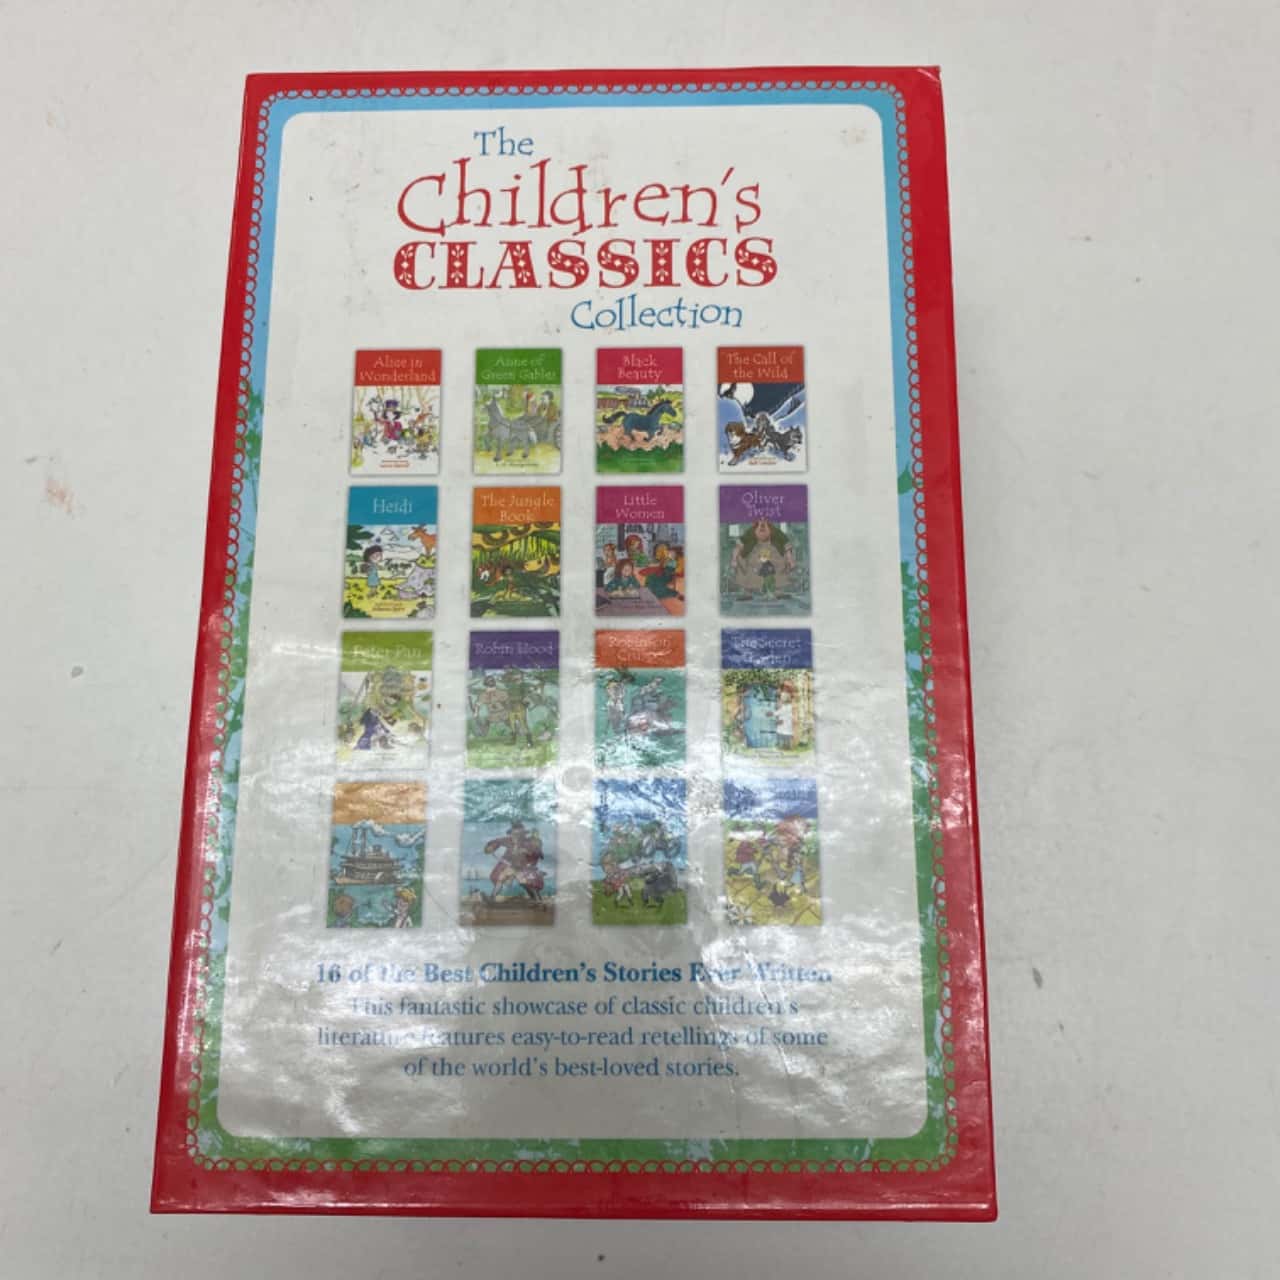 The
Children's
CLASSICS
Collection
Alice in
Wonderland
Anne of
Green Gables
Black
Beauty
The Call of
the Wild
Heidi
The Jungle
Book
Little
Women
Oliver
Twist
Peter Pan
Robin Hood
Robinson
Crusoe
The Secret
Garden
16 of the Best Children's Stories Ever Written
This fantastic showcase of classic children's
literature features easy-to-read retellings of some
of the world's best-loved stories.